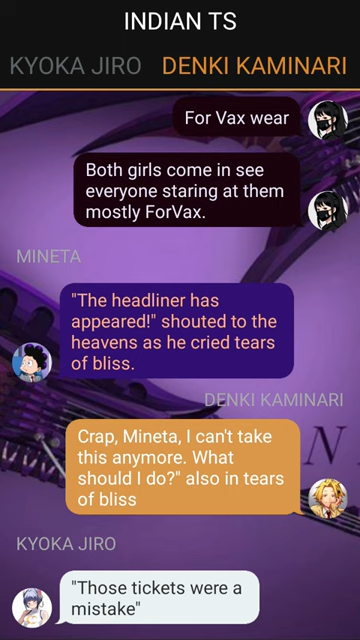 INDIAN TS
KYOKA JIRO DENKI KAMINARI
For Vax wear
Both girls come in see
everyone staring at them
mostly ForVax.
MINETA
"The headliner has
appeared!" shouted to the
heavens as he cried tears
of bliss.
DENKI KAMINARI
Crap, Mineta, I can't take
this anymore. What
should I do?" also in tears
of bliss
N
KYOKA JIRO
"Those tickets were a
mistake"